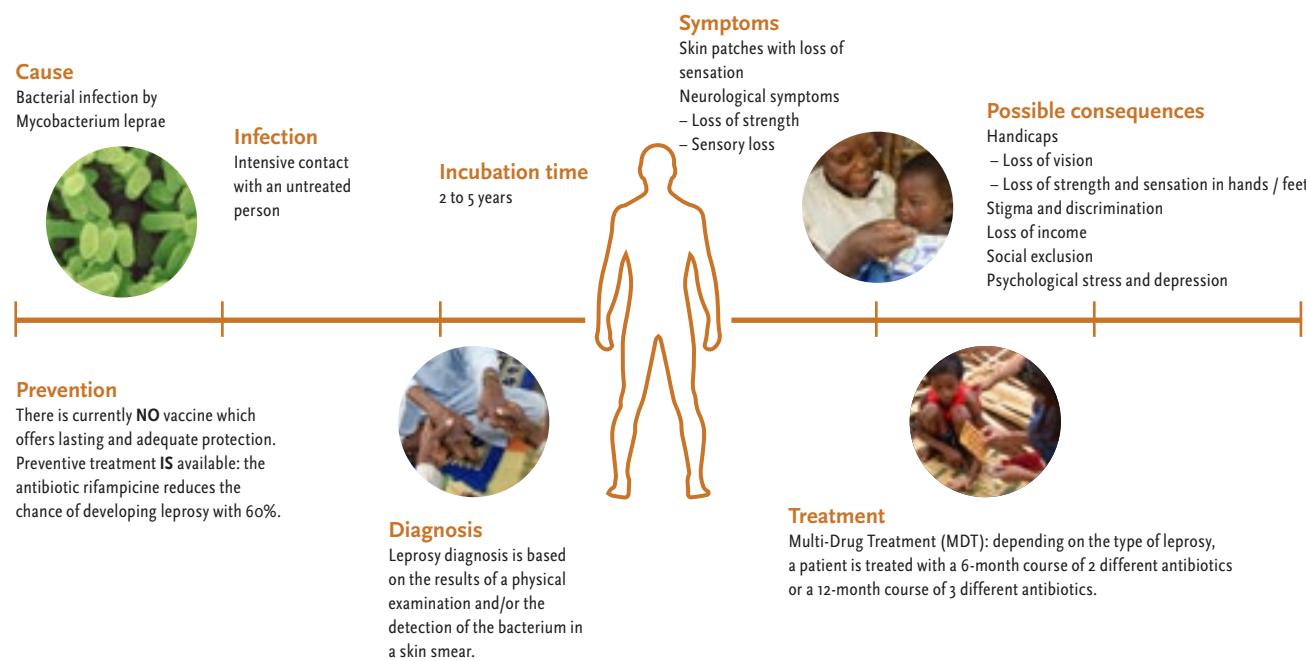 Cause
Bacterial infection by
Mycobacterium leprae
Infection
Intensive contact
with an untreated
person
Incubation time
2 to 5 years
Symptoms
Skin patches with loss of
sensation
Neurological symptoms
– Loss of strength
– Sensory loss
Possible consequences
Handicaps
– Loss of vision
– Loss of strength and sensation in hands / feet
Stigma and discrimination
Loss of income
Social exclusion
Psychological stress and depression
Prevention
There is currently NO vaccine which
offers lasting and adequate protection.
Preventive treatment IS available: the
antibiotic rifampicine reduces the
chance of developing leprosy with 60%.
Diagnosis
Leprosy diagnosis is based
on the results of a physical
examination and/or the
detection of the bacterium in
a skin smear.
Treatment
Multi-Drug Treatment (MDT): depending on the type of leprosy,
a patient is treated with a 6-month course of 2 different antibiotics
or a 12-month course of 3 different antibiotics.